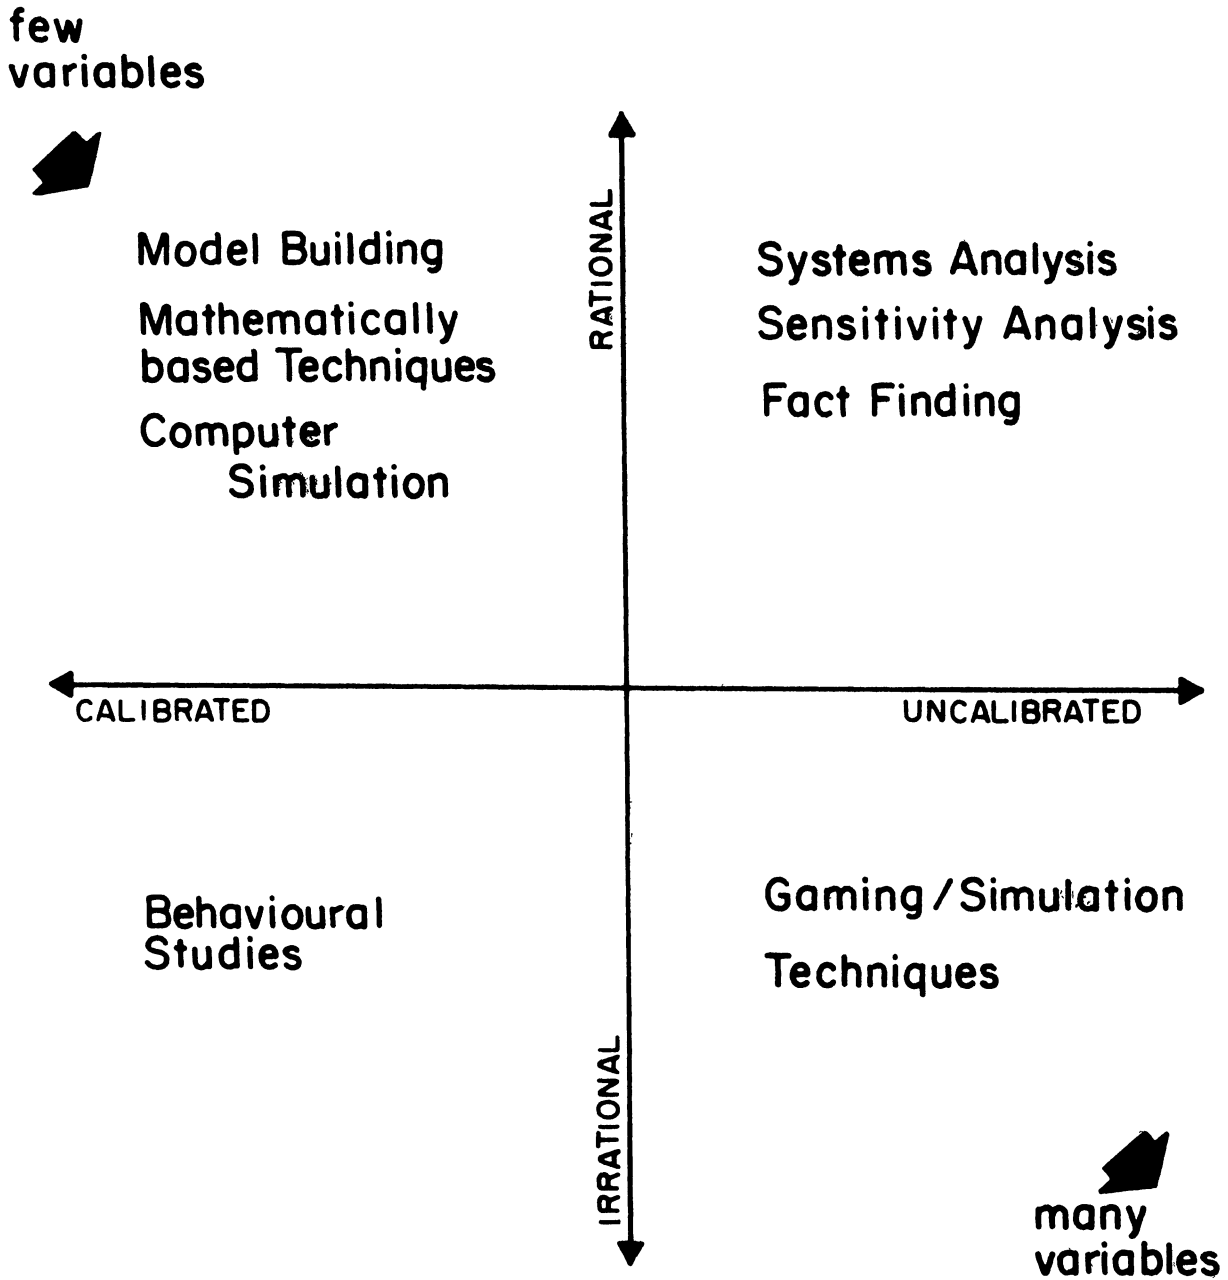 few
variables
RATIONAL
Model Building
Mathematically
based Techniques
Computer
Simulation
Systems Analysis
Sensitivity Analysis
Fact Finding
CALIBRATED
UNCALIBRATED
Behavioural
Studies
Gaming/Simulation
Techniques
IRRATIONAL
many
variables